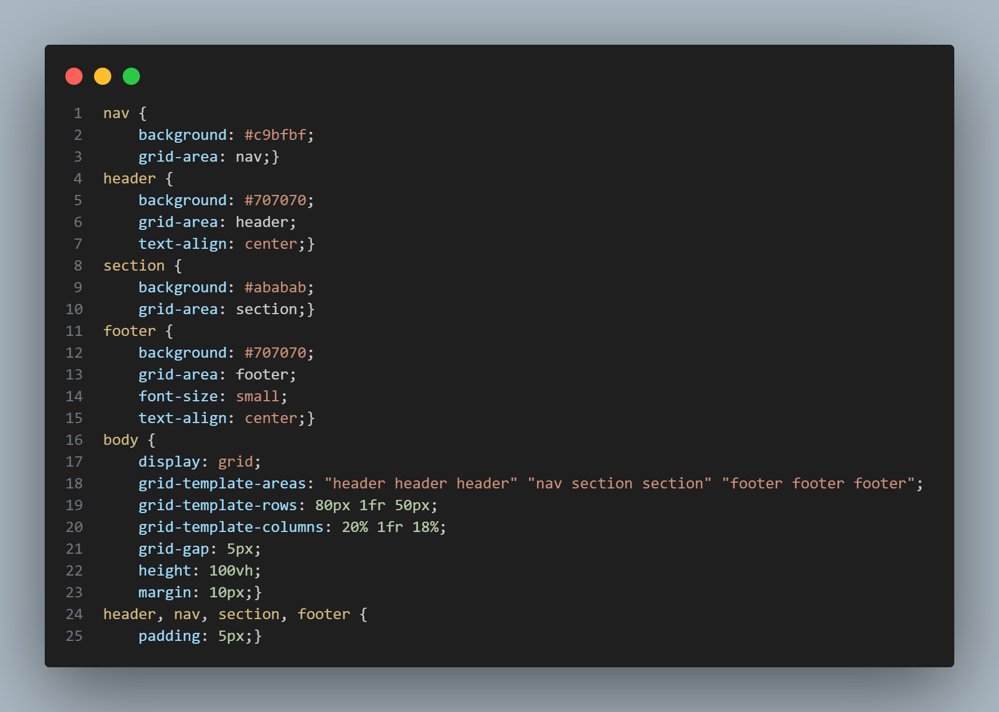 1 nav {
2     background: #c9bfbf;
3     grid-area: nav;}
4 header {
5     background: #707070;
6     grid-area: header;
7     text-align: center;}
8 section {
9     background: #ababab;
10     grid-area: section;}
11 footer {
12     background: #707070;
13     grid-area: footer;
14     font-size: small;
15     text-align: center;}
16 body {
17     display: grid;
18     grid-template-areas: "header header header" "nav section section" "footer footer footer";
19     grid-template-rows: 80px 1fr 50px;
20     grid-template-columns: 20% 1fr 18%;
21     grid-gap: 5px;
22     height: 100vh;
23     margin: 10px;}
24 header, nav, section, footer {
25     padding: 5px;}